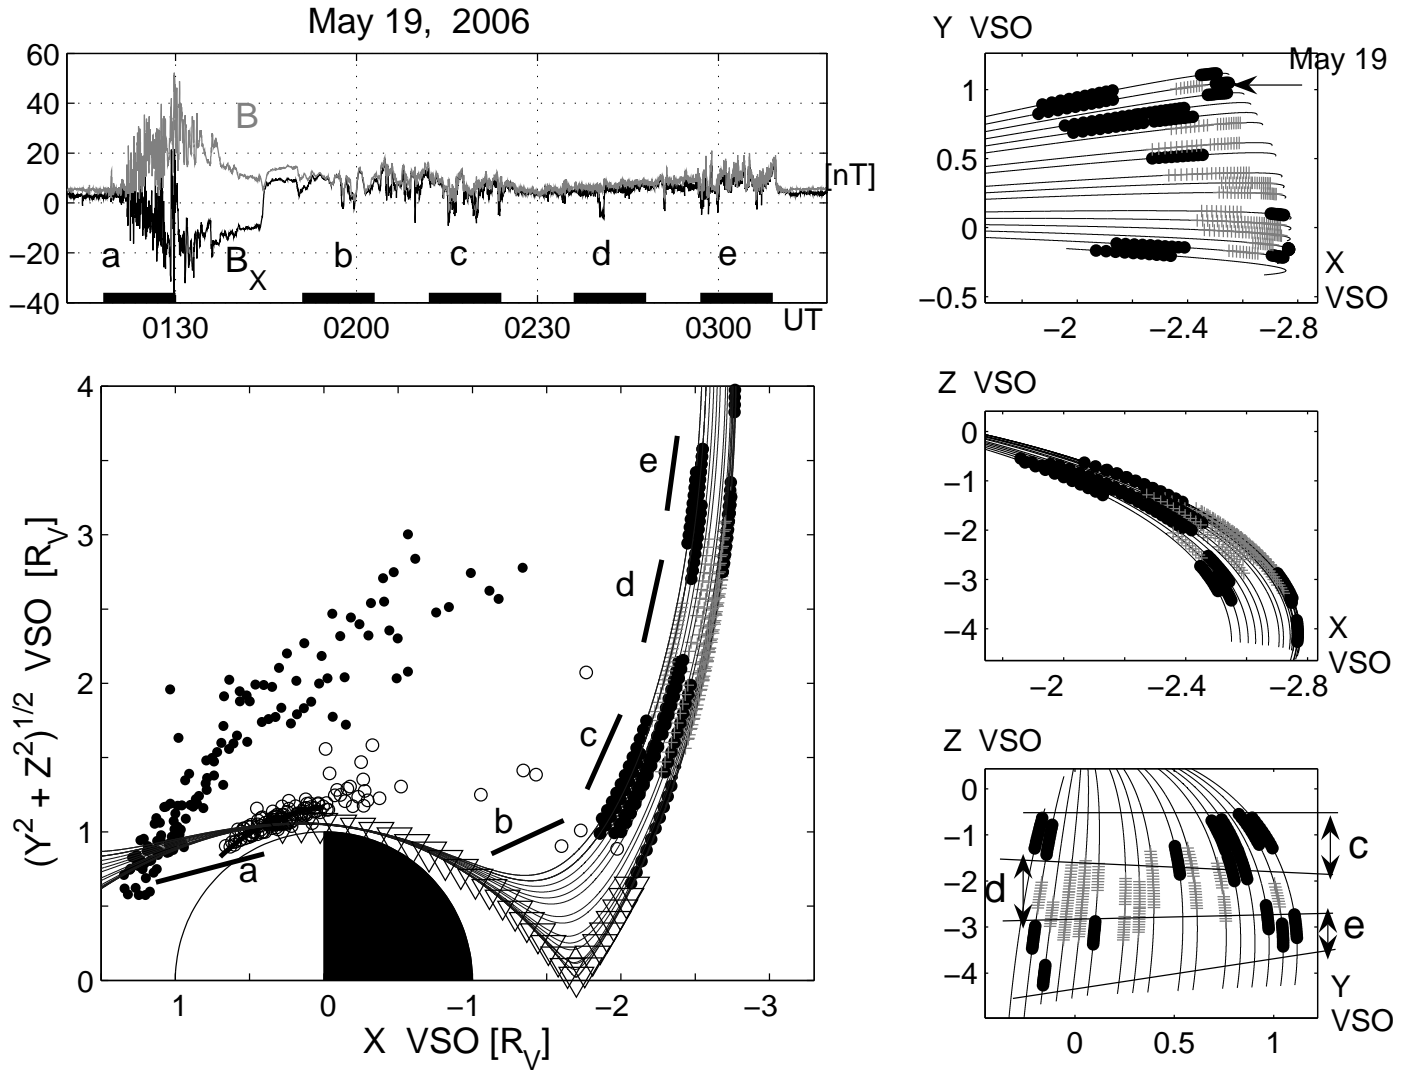 May 19, 2006
60
40
20
0
−20
−40
B
B_X
a b c d e
[nT]
0130 0200 0230 0300 UT
Y VSO
May 19
1
0.5
0
−0.5
X
VSO
−2 −2.4 −2.8
4
3
2
1
0
(Y² + Z²)^1/2 VSO [R_V]
a
b
c
d
e
1 0 −1 −2 −3
X VSO [R_V]
Z VSO
0
−1
−2
−3
−4
X
VSO
−2 −2.4 −2.8
Z VSO
0
−1
−2
−3
−4
c
d
e
Y
VSO
0 0.5 1